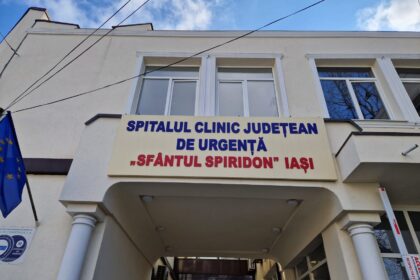 SPITALUL CLINIC JUDEȚEAN
DE URGENȚĂ
„SFÂNTUL SPIRIDON” IAȘI